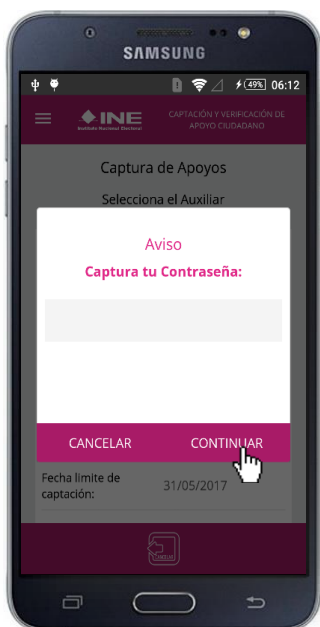 SAMSUNG
49% 06:12
INE
Instituto Nacional Electoral
CAPTACIÓN Y VERIFICACIÓN DE
APOYO CIUDADANO
Captura de Apoyos
Selecciona el Auxiliar
Aviso
Captura tu Contraseña:
CANCELAR CONTINUAR
Fecha limite de
captación:
31/05/2017